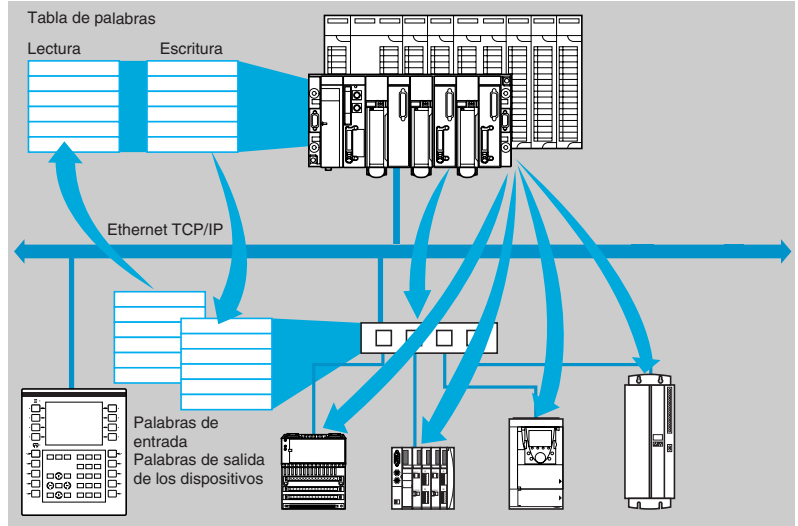 Tabla de palabras
Lectura
Escritura
Ethernet TCP/IP
Palabras de
entrada
Palabras de salida
de los dispositivos